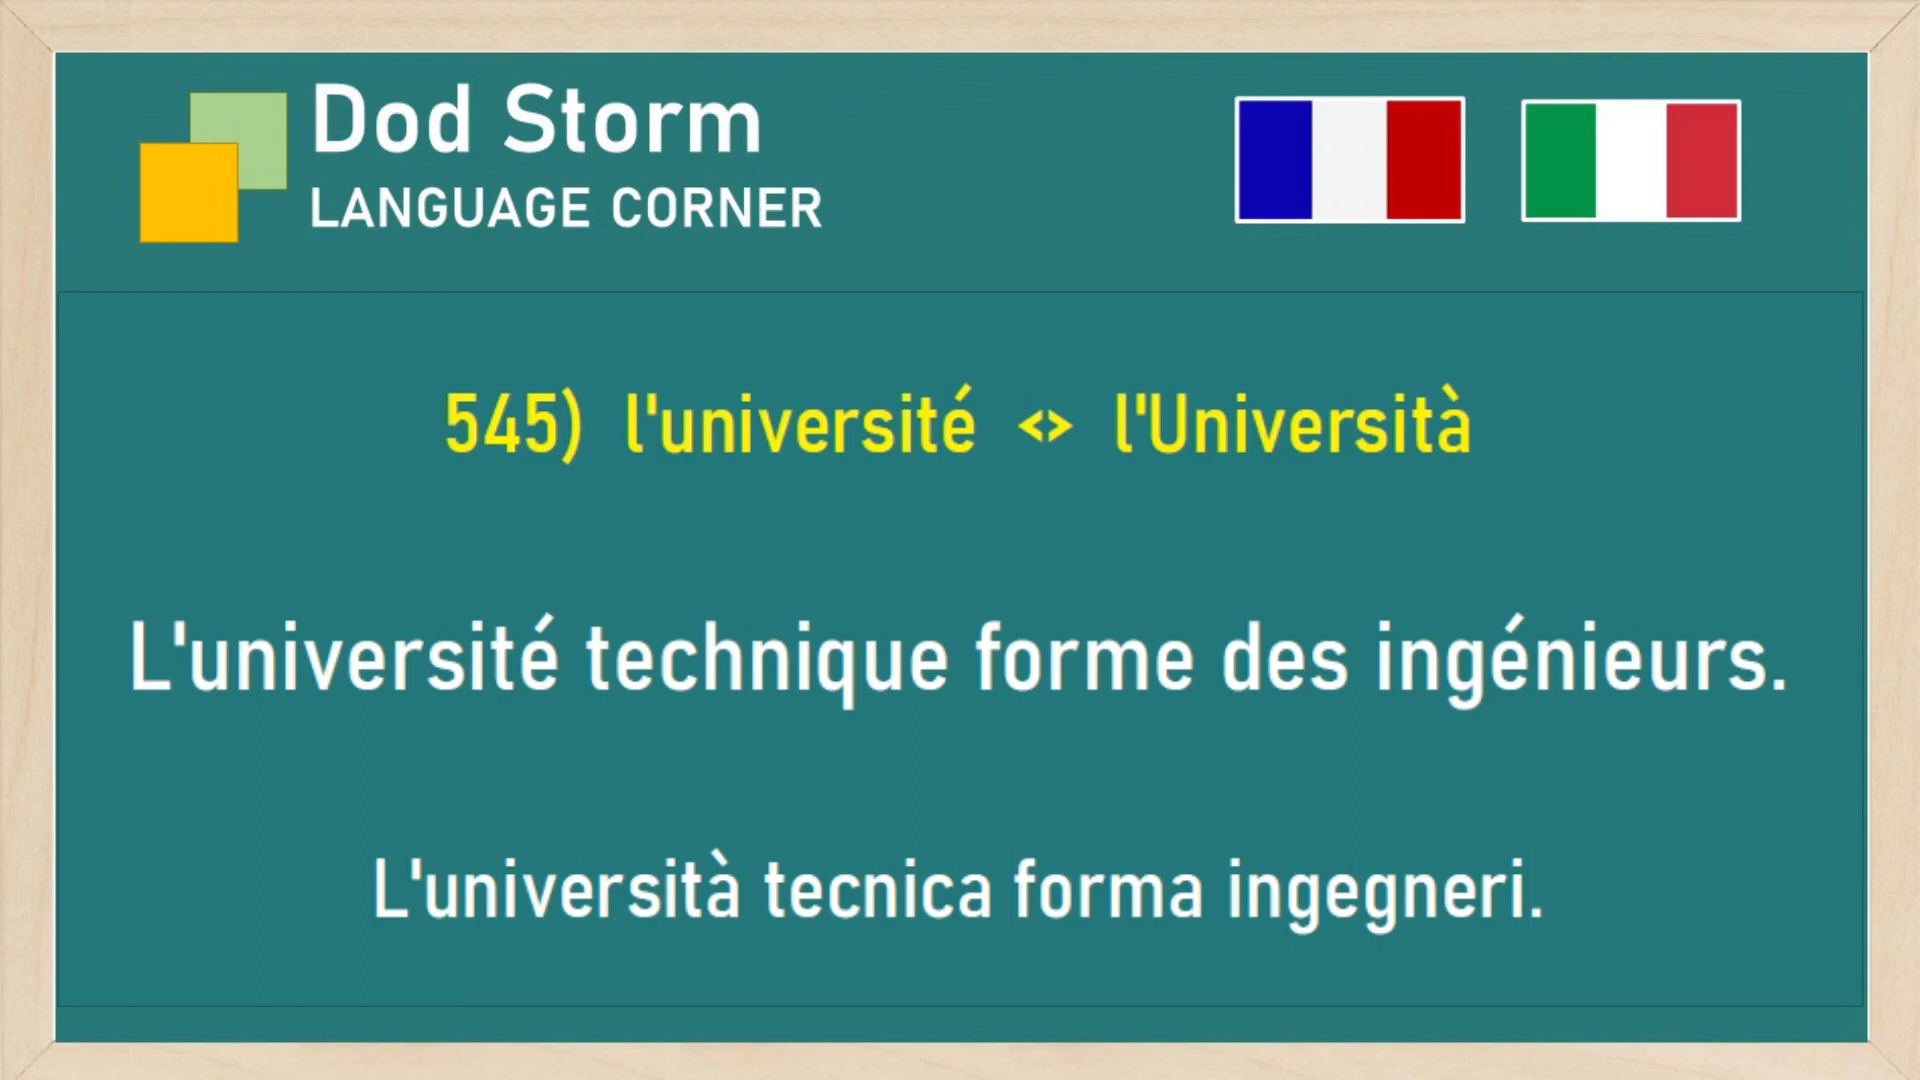 Dod Storm
LANGUAGE CORNER
545) l'université <> l'Università
L'université technique forme des ingénieurs.
L'università tecnica forma ingegneri.